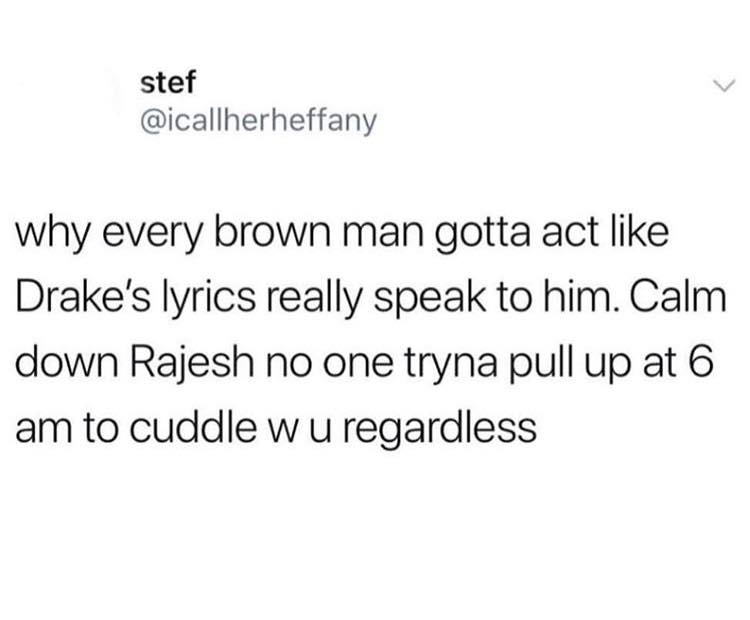 stef
@icallherheffany
why every brown man gotta act like
Drake's lyrics really speak to him. Calm
down Rajesh no one tryna pull up at 6
am to cuddle w u regardless